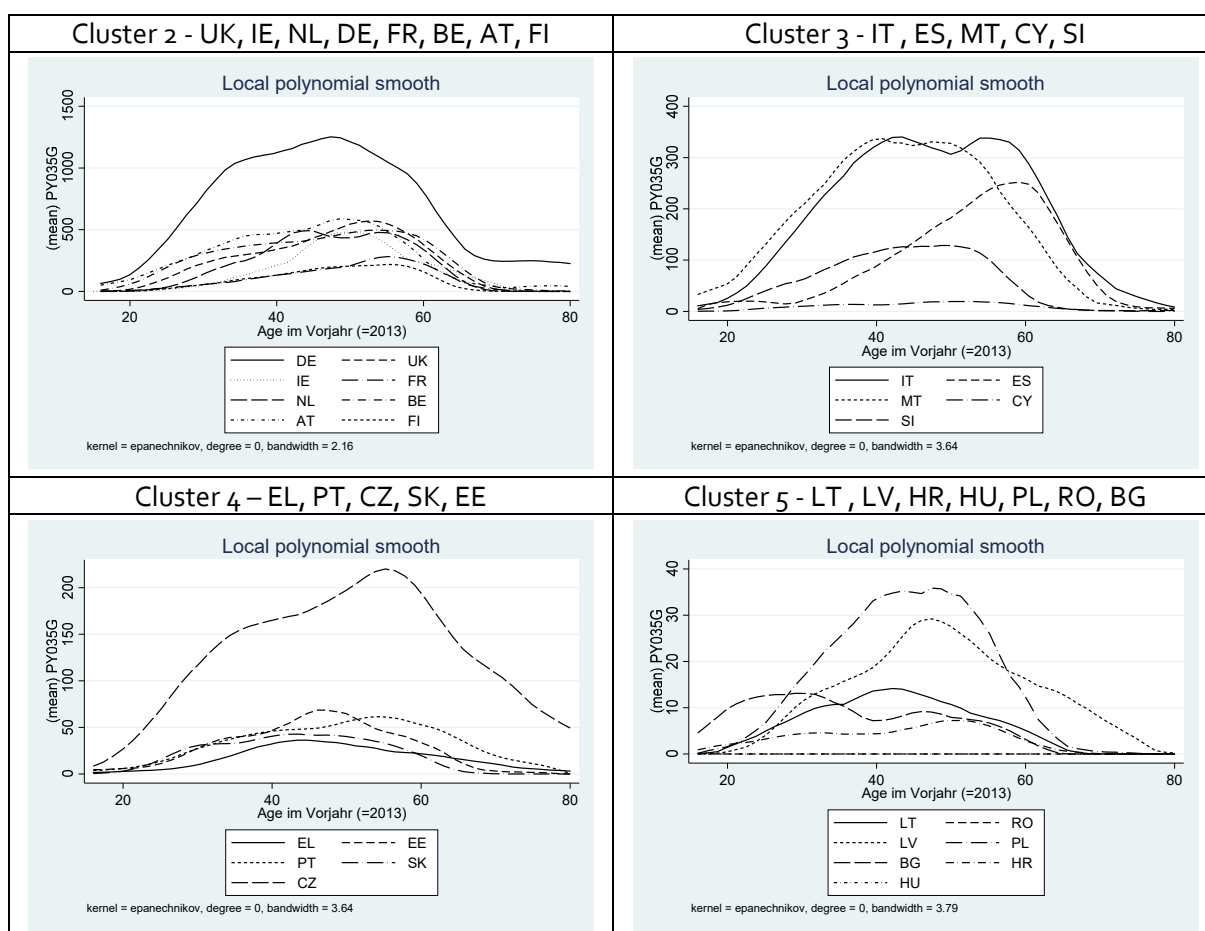 Cluster 2 - UK, IE, NL, DE, FR, BE, AT, FI
Cluster 3 - IT , ES, MT, CY, SI
Local polynomial smooth
(mean) PY035G
0
500
1000
1500
20
40
60
80
Age im Vorjahr (=2013)
DE
UK
IE
FR
NL
BE
AT
FI
kernel = epanechnikov, degree = 0, bandwidth = 2.16
Local polynomial smooth
(mean) PY035G
0
100
200
300
400
20
40
60
80
Age im Vorjahr (=2013)
IT
ES
MT
CY
SI
kernel = epanechnikov, degree = 0, bandwidth = 3.64
Cluster 4 – EL, PT, CZ, SK, EE
Cluster 5 - LT , LV, HR, HU, PL, RO, BG
Local polynomial smooth
(mean) PY035G
0
50
100
150
200
20
40
60
80
Age im Vorjahr (=2013)
EL
EE
PT
SK
CZ
kernel = epanechnikov, degree = 0, bandwidth = 3.64
Local polynomial smooth
(mean) PY035G
0
10
20
30
40
20
40
60
80
Age im Vorjahr (=2013)
LT
RO
LV
PL
BG
HR
HU
kernel = epanechnikov, degree = 0, bandwidth = 3.79